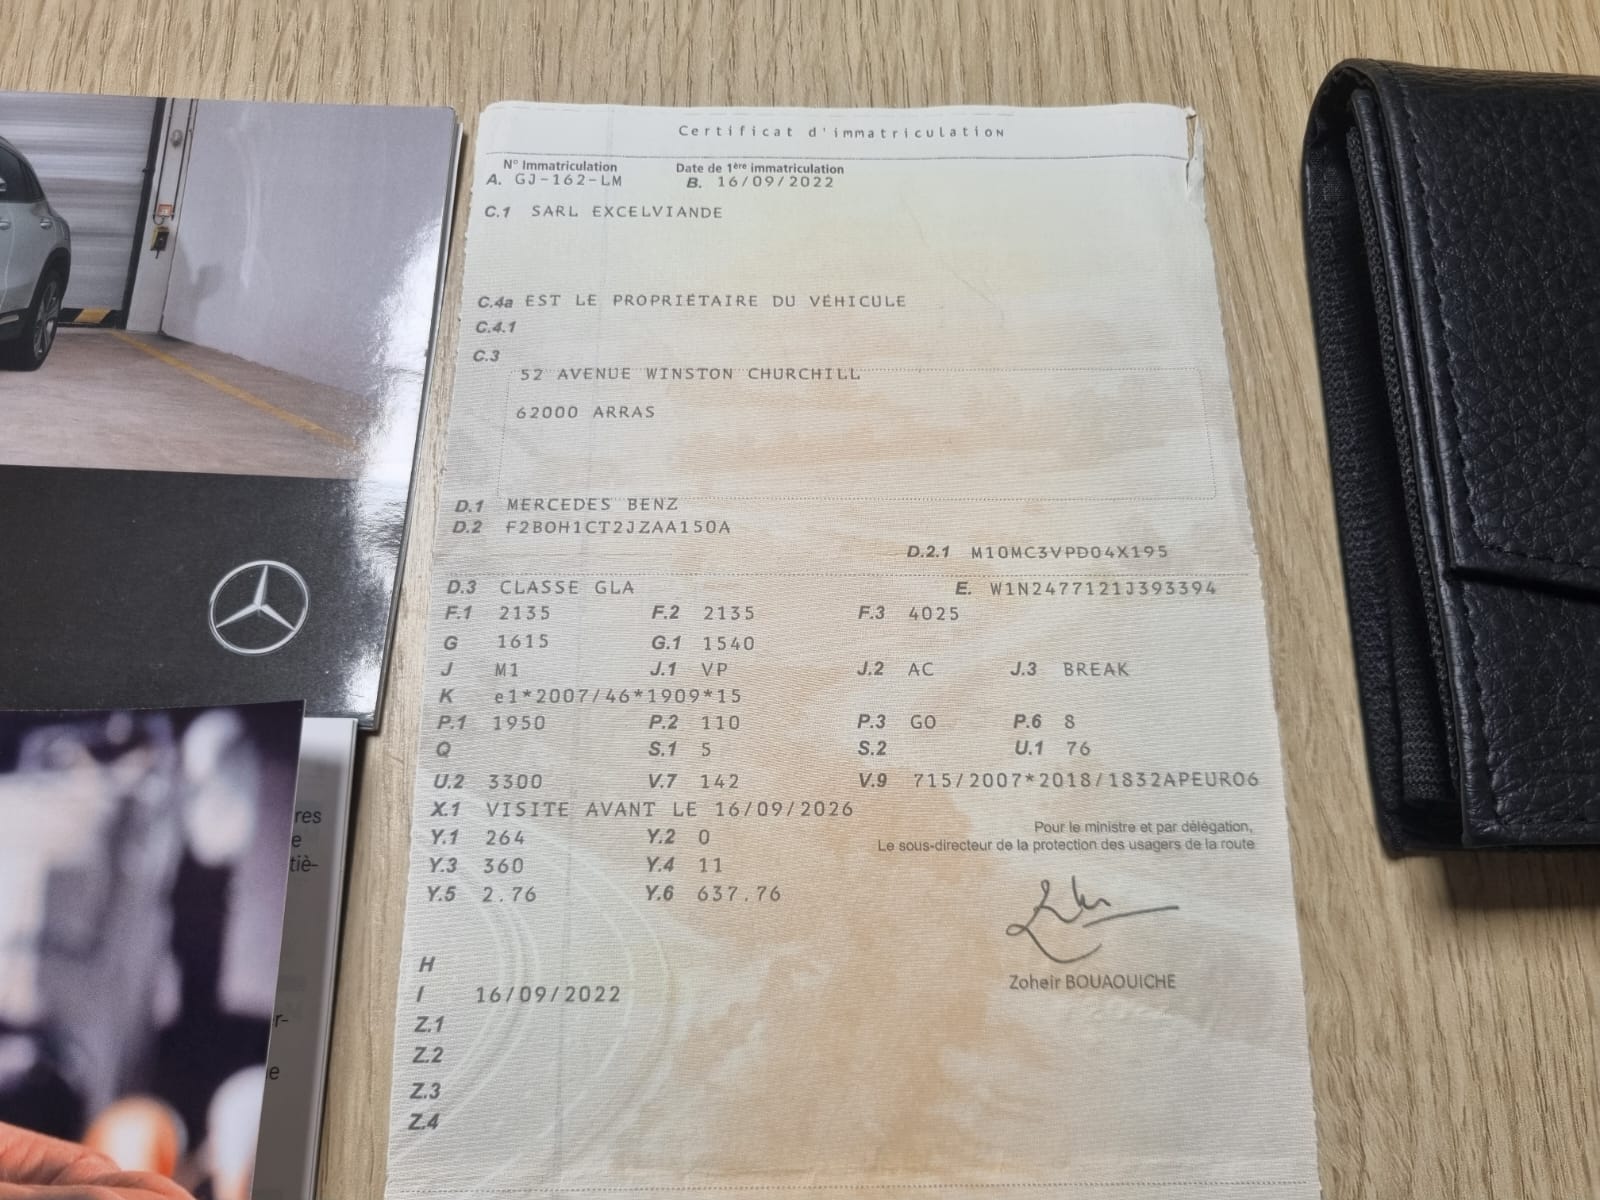 Certificat d'immatriculation
N° Immatriculation Date de 1ère immatriculation
A. GJ-162-LM B. 16/09/2022
C.1 SARL EXCELVIANDE
C.4a EST LE PROPRIÉTAIRE DU VÉHICULE
C.4.1
C.3
52 AVENUE WINSTON CHURCHILL
62000 ARRAS
D.1 MERCEDES BENZ
D.2 F2B0H1CT2JZAA150A
D.2.1 M10MC3VPD04X195
D.3 CLASSE GLA E. W1N2477121J393394
F.1 2135 F.2 2135 F.3 4025
G 1615 G.1 1540
J M1 J.1 VP J.2 AC J.3 BREAK
K e1*2007/46*1909*15
P.1 1950 P.2 110 P.3 GO P.6 8
Q S.1 5 S.2 U.1 76
U.2 3300 V.7 142 V.9 715/2007*2018/1832APEURO6
X.1 VISITE AVANT LE 16/09/2026
Y.1 264 Y.2 0
Y.3 360 Y.4 11
Y.5 2.76 Y.6 637.76
Pour le ministre et par délégation,
Le sous-directeur de la protection des usagers de la route
Zoheir BOUAOUICHE
H
I 16/09/2022
Z.1
Z.2
Z.3
Z.4